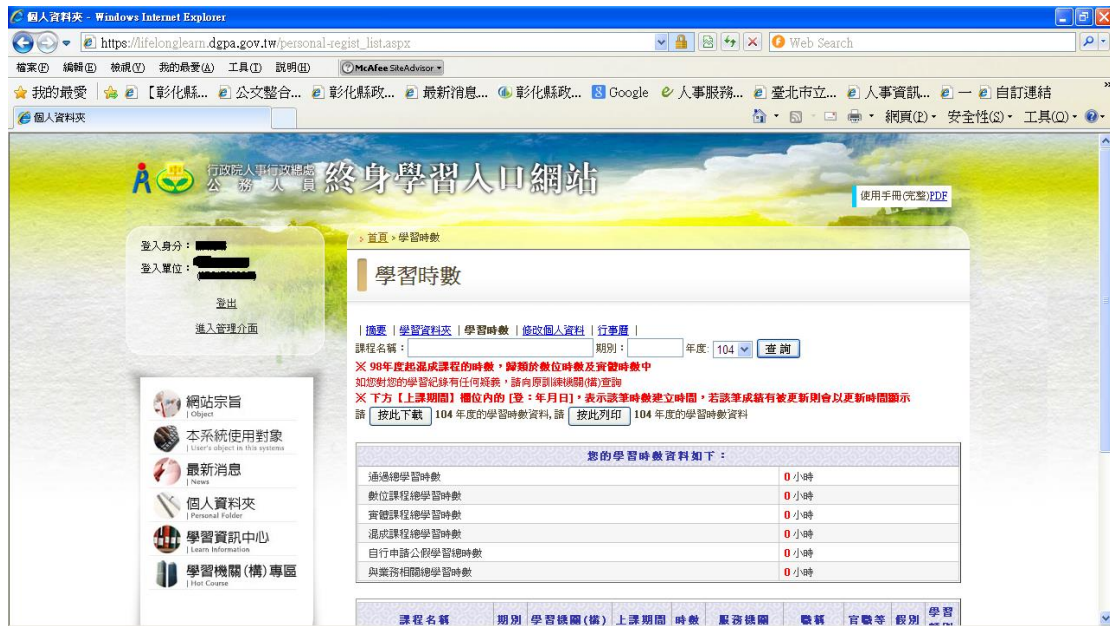 個人資料夾 - Windows Internet Explorer
https://lifelonglearn.dgpa.gov.tw/personal-regist_list.aspx
Web Search
檔案(F) 編輯(E) 檢視(V) 我的最愛(A) 工具(T) 說明(H) McAfee SiteAdvisor
我的最愛 【彰化縣... 公文整合... 彰化縣政... 最新消息... 彰化縣政... Google 人事服務... 臺北市立... 人事資訊... 一 自訂連結
個人資料夾 網頁(P) 安全性(S) 工具(O)
行政院人事行政總處
公務人員
終身學習入口網站
使用手冊(完整)PDF
登入身分：
登入單位：
登出
進入管理介面
網站宗旨
Object
本系統使用對象
User's object in this systems
最新消息
News
個人資料夾
Personal Folder
學習資訊中心
Learn Information
學習機關(構)專區
Hot Course
首頁 > 學習時數
學習時數
| 摘要 | 學習資料夾 | 學習時數 | 修改個人資料 | 行事曆 |
課程名稱： 期別： 年度: 104 查詢
※ 98年度起混成課程的時數，歸類於數位時數及實體時數中
如您對您的學習紀錄有任何疑義，請向原訓練機關(構)查詢
※ 下方【上課期間】欄位內的 [登：年月日]，表示該筆時數建立時間，若該筆成績有被更新則會以更新時間顯示
請 按此下載 104 年度的學習時數資料, 請 按此列印 104 年度的學習時數資料
您的學習時數資料如下：
通過總學習時數 0 小時
數位課程總學習時數 0 小時
實體課程總學習時數 0 小時
混成課程總學習時數 0 小時
自行申請公假學習總時數 0 小時
與業務相關總學習時數 0 小時
課程名稱 期別 學習機關(構) 上課期間 時數 服務機關 職稱 官職等 假別 學習